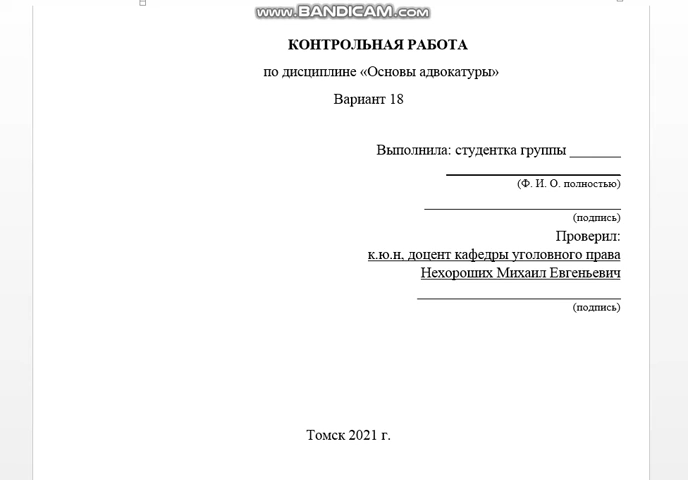 www.BANDICAM.com
КОНТРОЛЬНАЯ РАБОТА
по дисциплине «Основы адвокатуры»
Вариант 18
Выполнила: студентка группы _______
(Ф. И. О. полностью)
(подпись)
Проверил:
к.ю.н, доцент кафедры уголовного права
Нехороших Михаил Евгеньевич
(подпись)
Томск 2021 г.